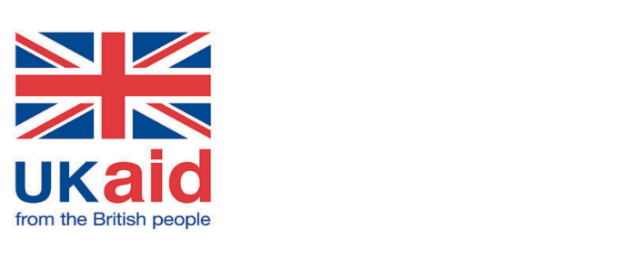 UKaid
from the British people